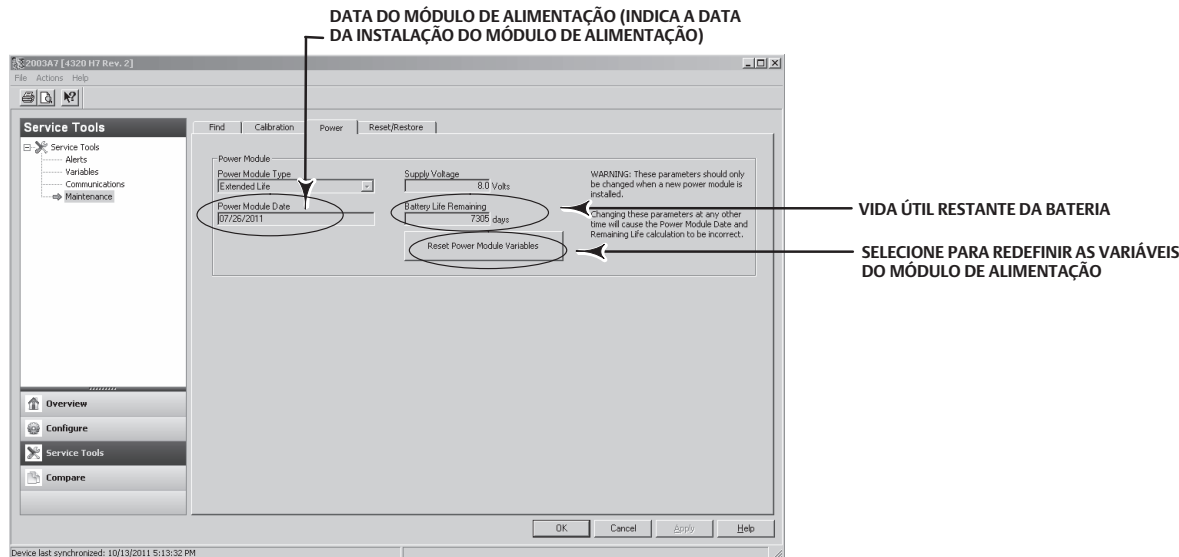 DATA DO MÓDULO DE ALIMENTAÇÃO (INDICA A DATA
DA INSTALAÇÃO DO MÓDULO DE ALIMENTAÇÃO)
2003A7 [4320 H7 Rev. 2]
File Actions Help
Service Tools
Service Tools
Alerts
Variables
Communications
Maintenance
Overview
Configure
Service Tools
Compare
Find Calibration Power Reset/Restore
Power Module
Power Module Type
Extended Life
Power Module Date
07/26/2011
Supply Voltage
8.0 Volts
Battery Life Remaining
7305 days
Reset Power Module Variables
WARNING: These parameters should only
be changed when a new power module is
installed.
Changing these parameters at any other
time will cause the Power Module Date and
Remaining Life calculation to be incorrect.
VIDA ÚTIL RESTANTE DA BATERIA
SELECIONE PARA REDEFINIR AS VARIÁVEIS
DO MÓDULO DE ALIMENTAÇÃO
OK Cancel Apply Help
Device last synchronized: 10/13/2011 5:13:32 PM